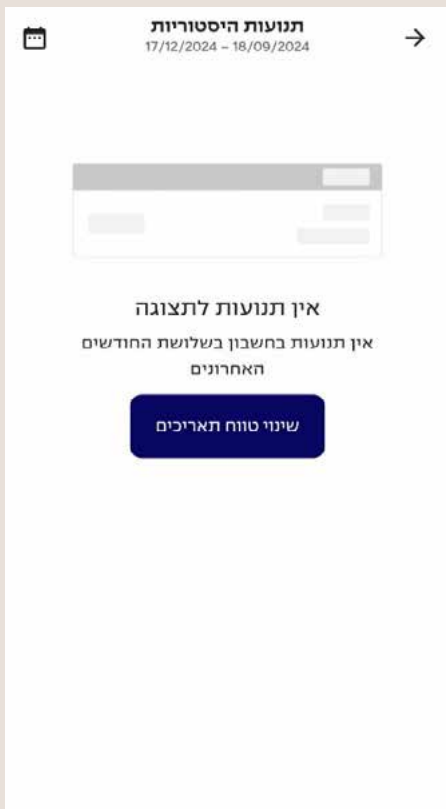 תנועות היסטוריות
17/12/2024 – 18/09/2024
אין תנועות לתצוגה
אין תנועות בחשבון בשלושת החודשים
האחרונים
שינוי טווח תאריכים